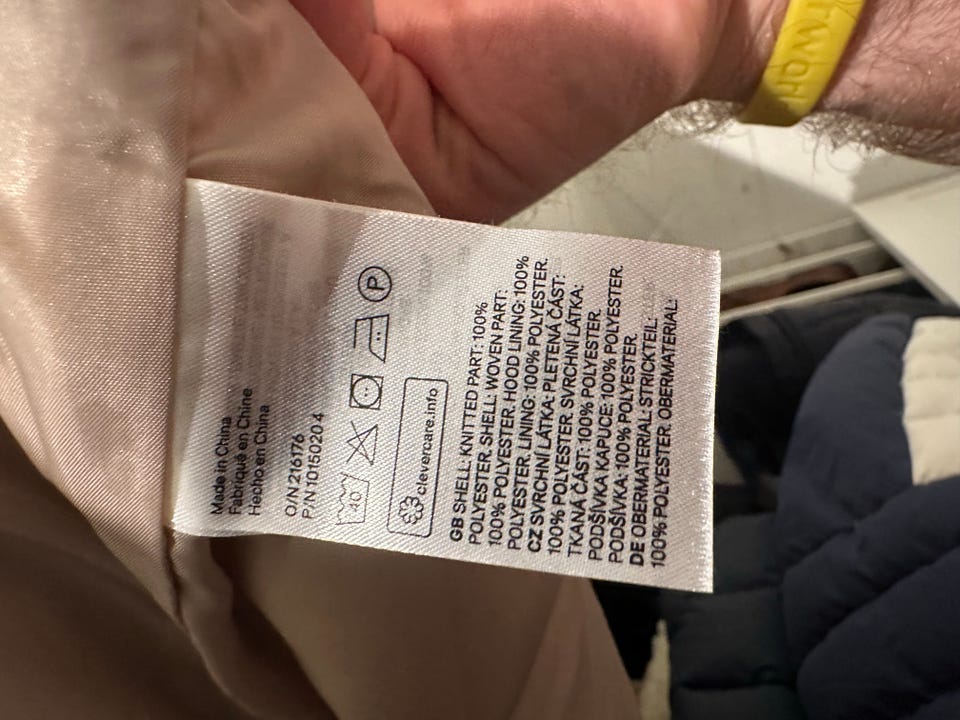 Made in China
Fabriqué en Chine
Hecho en China
O/N 216176
P/N 1015020 4
40
P
clevercare.info
GB SHELL: KNITTED PART: 100%
POLYESTER. SHELL: WOVEN PART:
100% POLYESTER. HOOD LINING: 100%
POLYESTER. LINING: 100% POLYESTER.
CZ SVRCHNÍ LÁTKA: PLETENÁ ČÁST:
100% POLYESTER. SVRCHNÍ LÁTKA:
TKANÁ ČÁST: 100% POLYESTER.
PODŠÍVKA KAPUCE: 100% POLYESTER.
PODŠÍVKA: 100% POLYESTER.
DE OBERMATERIAL: STRICKTEIL:
100% POLYESTER. OBERMATERIAL: